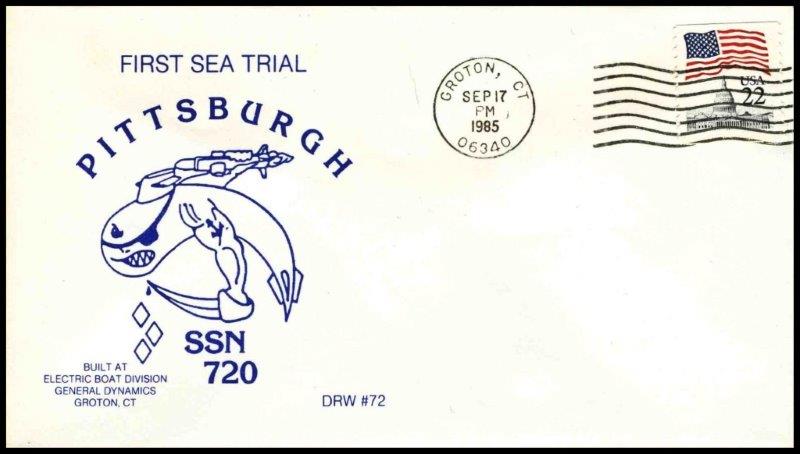 FIRST SEA TRIAL
PITTSBURGH
SSN
720
BUILT AT
ELECTRIC BOAT DIVISION
GENERAL DYNAMICS
GROTON, CT
DRW #72
GROTON, CT
SEP 17
PM
1985
06340
USA
22